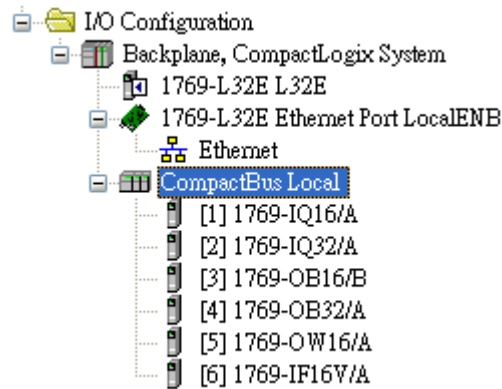 I/O Configuration
Backplane, CompactLogix System
1769-L32E L32E
1769-L32E Ethernet Port LocalENB
Ethernet
CompactBus Local
[1] 1769-IQ16/A
[2] 1769-IQ32/A
[3] 1769-OB16/B
[4] 1769-OB32/A
[5] 1769-OW16/A
[6] 1769-IF16V/A